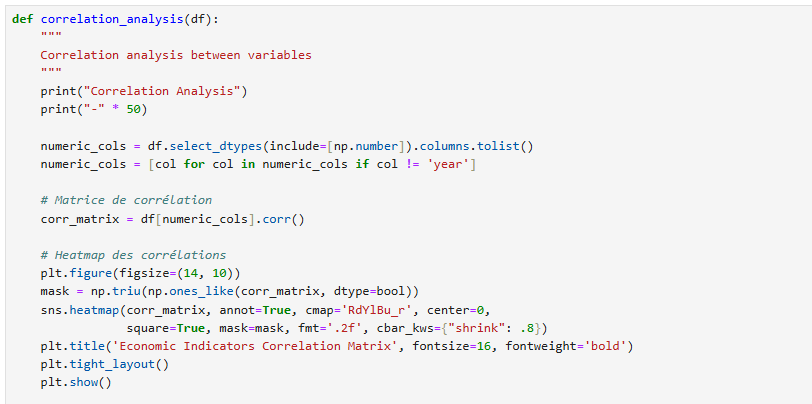 def correlation_analysis(df):
    """
    Correlation analysis between variables
    """
    print("Correlation Analysis")
    print("-" * 50)

    numeric_cols = df.select_dtypes(include=[np.number]).columns.tolist()
    numeric_cols = [col for col in numeric_cols if col != 'year']

    # Matrice de corrélation
    corr_matrix = df[numeric_cols].corr()

    # Heatmap des corrélations
    plt.figure(figsize=(14, 10))
    mask = np.triu(np.ones_like(corr_matrix, dtype=bool))
    sns.heatmap(corr_matrix, annot=True, cmap='RdYlBu_r', center=0,
                square=True, mask=mask, fmt='.2f', cbar_kws={"shrink": .8})
    plt.title('Economic Indicators Correlation Matrix', fontsize=16, fontweight='bold')
    plt.tight_layout()
    plt.show()